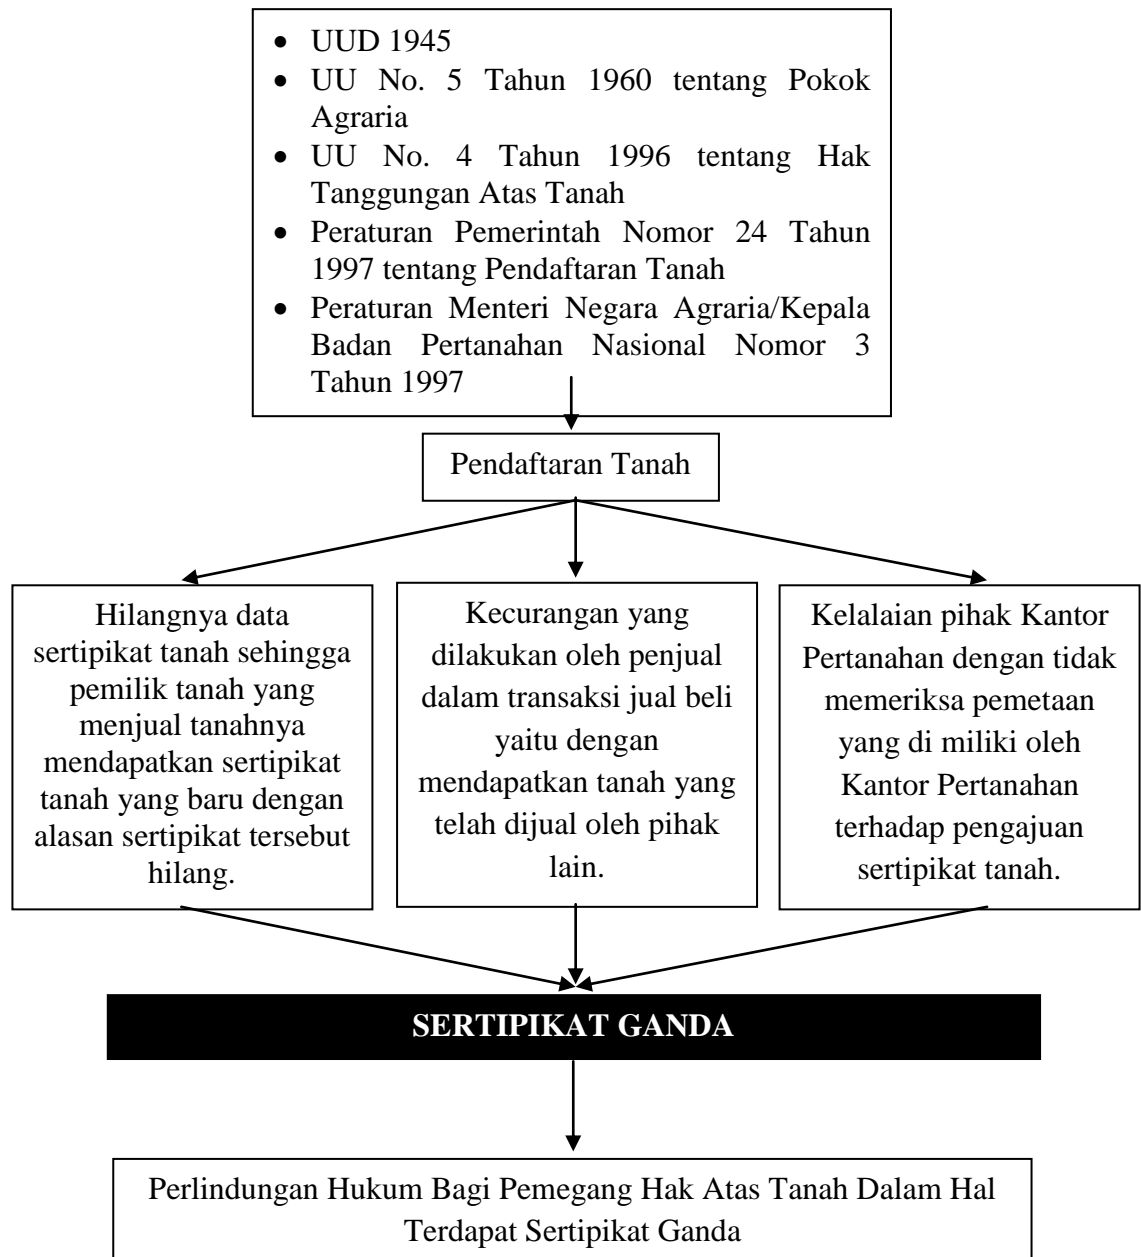 • UUD 1945
• UU No. 5 Tahun 1960 tentang Pokok
Agraria
• UU No. 4 Tahun 1996 tentang Hak
Tanggungan Atas Tanah
• Peraturan Pemerintah Nomor 24 Tahun
1997 tentang Pendaftaran Tanah
• Peraturan Menteri Negara Agraria/Kepala
Badan Pertanahan Nasional Nomor 3
Tahun 1997
Pendaftaran Tanah
Hilangnya data
sertipikat tanah sehingga
pemilik tanah yang
menjual tanahnya
mendapatkan sertipikat
tanah yang baru dengan
alasan sertipikat tersebut
hilang.
Kecurangan yang
dilakukan oleh penjual
dalam transaksi jual beli
yaitu dengan
mendapatkan tanah yang
telah dijual oleh pihak
lain.
Kelalaian pihak Kantor
Pertanahan dengan tidak
memeriksa pemetaan
yang di miliki oleh
Kantor Pertanahan
terhadap pengajuan
sertipikat tanah.
SERTIPIKAT GANDA
Perlindungan Hukum Bagi Pemegang Hak Atas Tanah Dalam Hal
Terdapat Sertipikat Ganda